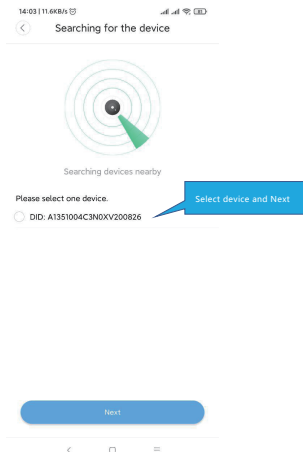 14:03 | 11.6KB/s
Searching for the device
Searching devices nearby
Please select one device.
DID: A1351004C3N0XV200826
Select device and Next
Next